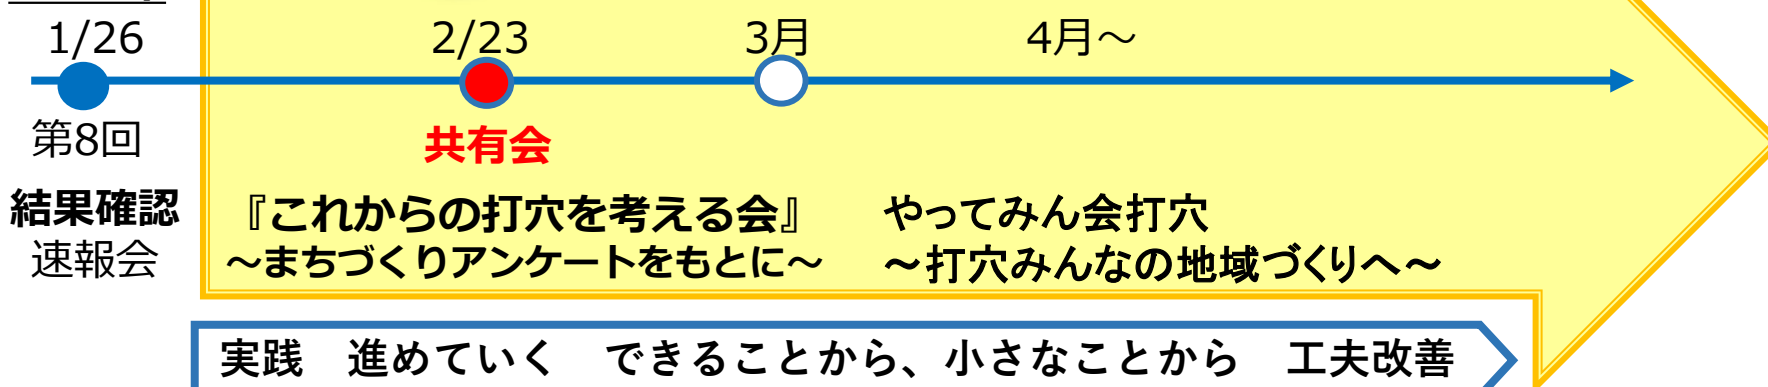 1/26
2/23
3月
4月～
第8回
共有会
結果確認
速報会
『これからの打穴を考える会』
～まちづくりアンケートをもとに～
やってみん会打穴
～打穴みんなの地域づくりへ～
実践　進めていく　できることから、小さなことから　工夫改善